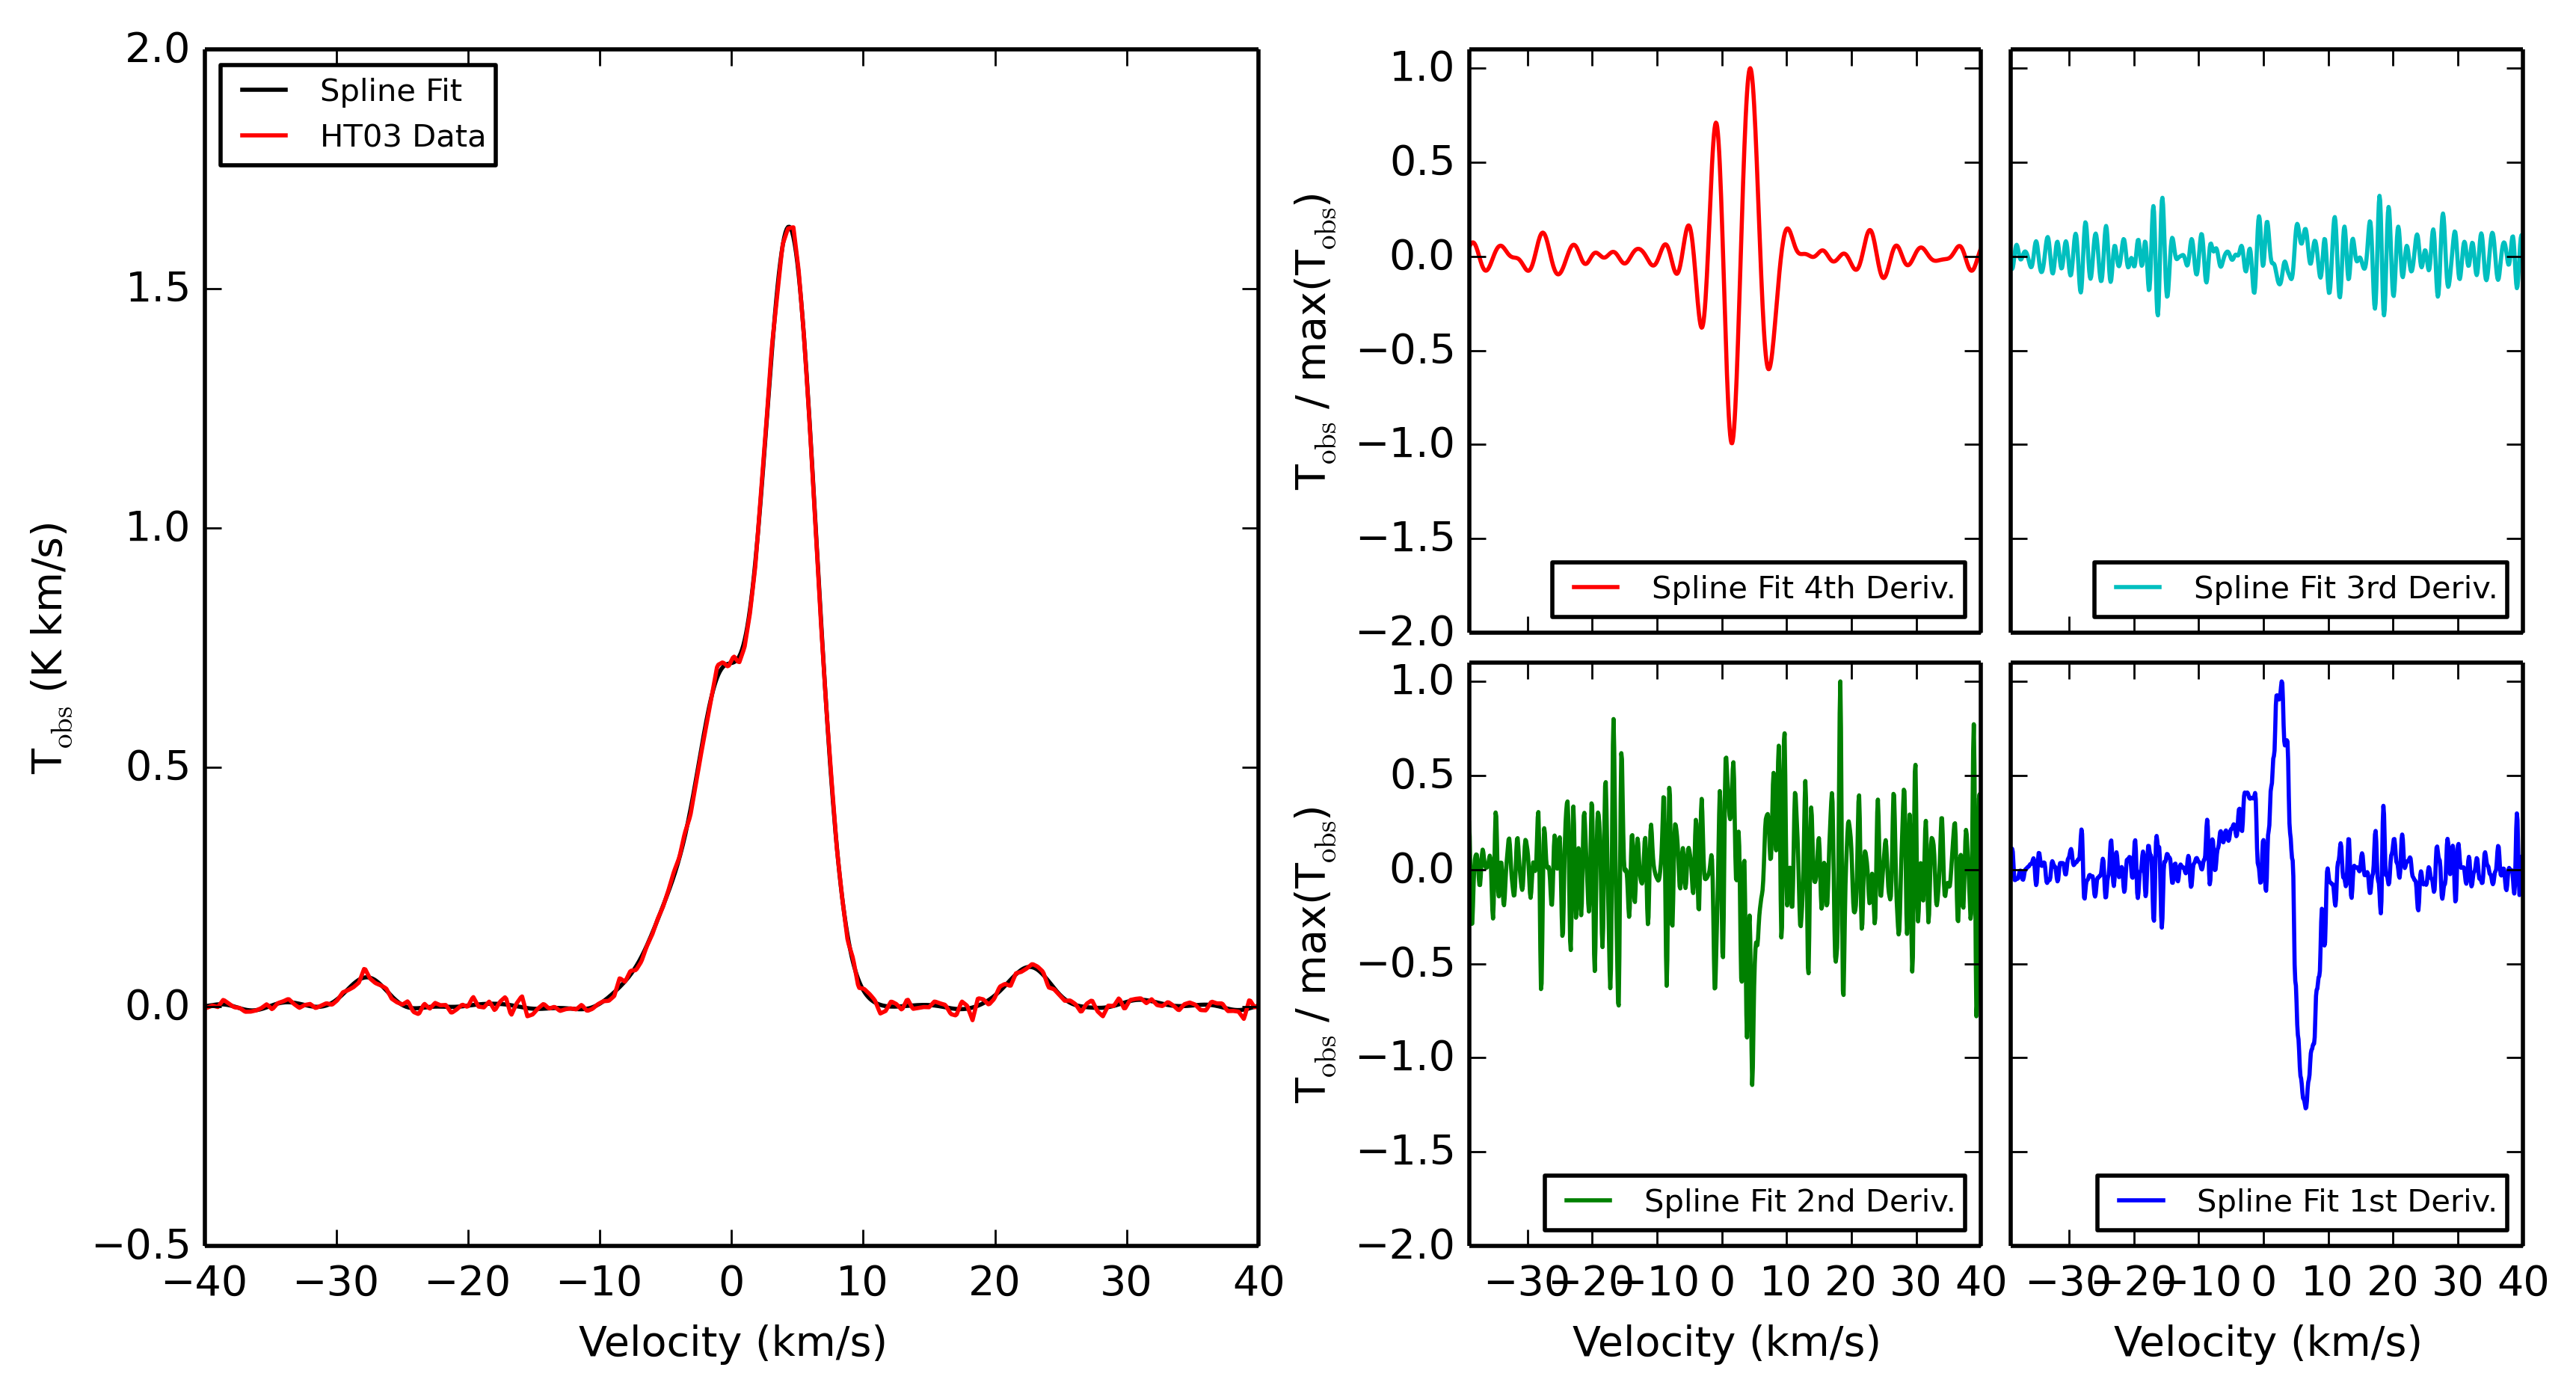 2.0
1.5
1.0
0.5
0.0
−0.5
T_obs (K km/s)
Spline Fit
HT03 Data
−40 −30 −20 −10 0 10 20 30 40
Velocity (km/s)
1.0
0.5
0.0
−0.5
−1.0
−1.5
−2.0
T_obs / max(T_obs)
Spline Fit 4th Deriv.
Spline Fit 3rd Deriv.
1.0
0.5
0.0
−0.5
−1.0
−1.5
−2.0
T_obs / max(T_obs)
Spline Fit 2nd Deriv.
−30 −20 −10 0 10 20 30 40
Velocity (km/s)
Spline Fit 1st Deriv.
−30 −20 −10 0 10 20 30 40
Velocity (km/s)